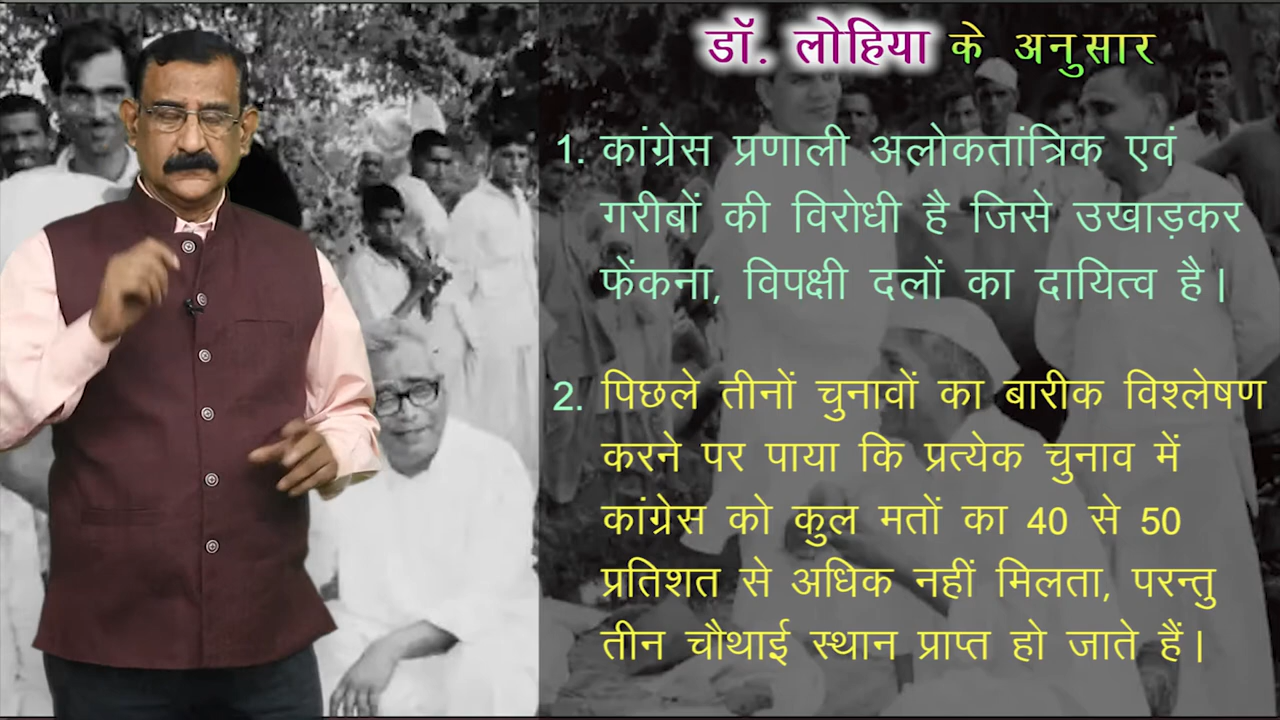 डॉ. लोहिया के अनुसार
1. कांग्रेस प्रणाली अलोकतांत्रिक एवं
गरीबों की विरोधी है जिसे उखाड़कर
फेंकना, विपक्षी दलों का दायित्व है।
2. पिछले तीनों चुनावों का बारीक विश्लेषण
करने पर पाया कि प्रत्येक चुनाव में
कांग्रेस को कुल मतों का 40 से 50
प्रतिशत से अधिक नहीं मिलता, परन्तु
तीन चौथाई स्थान प्राप्त हो जाते हैं।